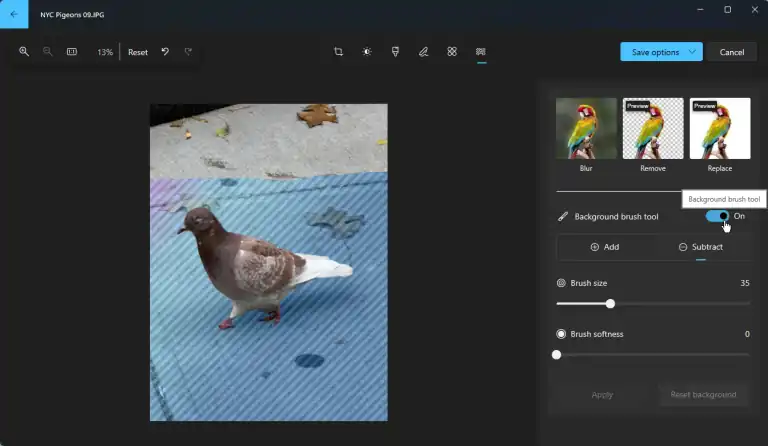 NYC Pigeons 09.JPG
13%
Reset
Save options
Cancel
Preview
Preview
Blur
Remove
Replace
Background brush tool
Background brush tool
On
Add
Subtract
Brush size
35
Brush softness
0
Apply
Reset background